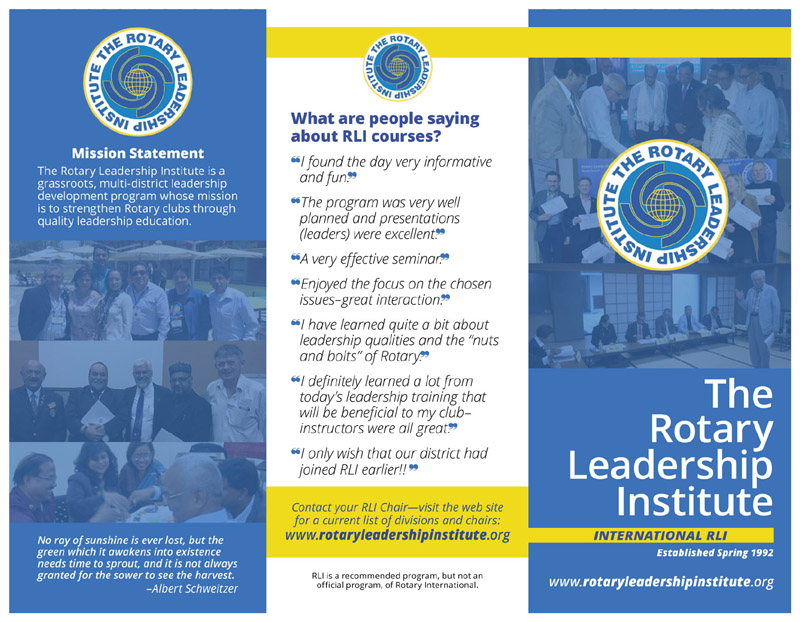 THE ROTARY LEADERSHIP INSTITUTE
Mission Statement
The Rotary Leadership Institute is a
grassroots, multi-district leadership
development program whose mission
is to strengthen Rotary clubs through
quality leadership education.
No ray of sunshine is ever lost, but the
green which it awakens into existence
needs time to sprout, and it is not always
granted for the sower to see the harvest.
–Albert Schweitzer
THE ROTARY LEADERSHIP INSTITUTE
What are people saying
about RLI courses?
❝I found the day very informative
and fun.❞
❝The program was very well
planned and presentations
(leaders) were excellent.❞
❝A very effective seminar.❞
❝Enjoyed the focus on the chosen
issues–great interaction.❞
❝I have learned quite a bit about
leadership qualities and the “nuts
and bolts” of Rotary.❞
❝I definitely learned a lot from
today’s leadership training that
will be beneficial to my club–
instructors were all great.❞
❝I only wish that our district had
joined RLI earlier!! ❞
Contact your RLI Chair—visit the web site
for a current list of divisions and chairs:
www.rotaryleadershipinstitute.org
RLI is a recommended program, but not an
official program, of Rotary International.
THE ROTARY LEADERSHIP INSTITUTE
The
Rotary
Leadership
Institute
INTERNATIONAL RLI
Established Spring 1992
www.rotaryleadershipinstitute.org